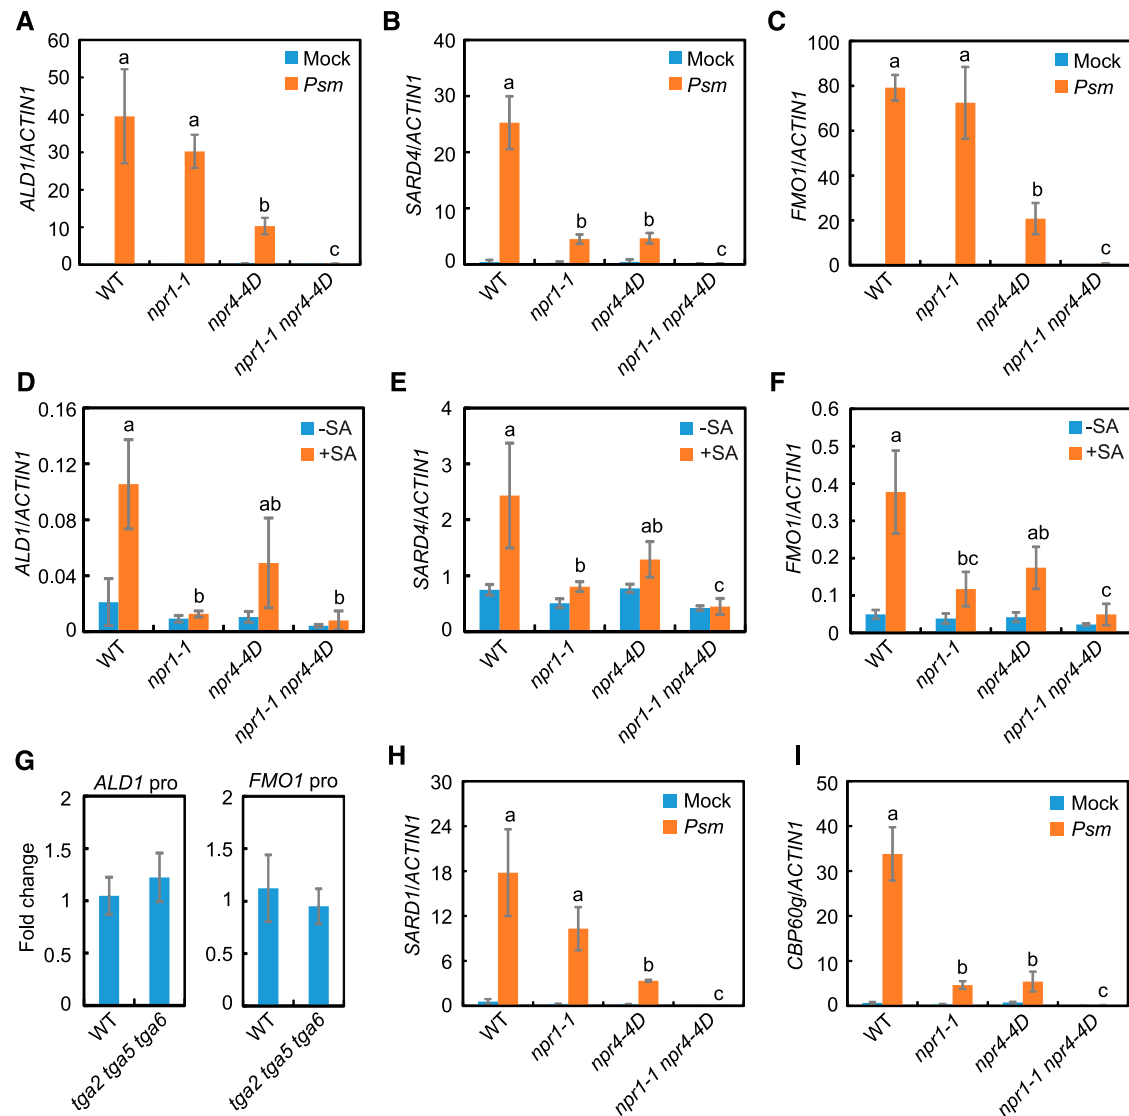 A
ALD1/ACTIN1
60
50
40
30
20
10
0
Mock
Psm
a
a
b
c
WT
npr1-1
npr4-4D
npr1-1 npr4-4D
B
SARD4/ACTIN1
40
30
20
10
0
Mock
Psm
a
b
b
c
WT
npr1-1
npr4-4D
npr1-1 npr4-4D
C
FMO1/ACTIN1
100
80
60
40
20
0
Mock
Psm
a
a
b
c
WT
npr1-1
npr4-4D
npr1-1 npr4-4D
D
ALD1/ACTIN1
0.16
0.12
0.08
0.04
0
-SA
+SA
a
b
ab
b
WT
npr1-1
npr4-4D
npr1-1 npr4-4D
E
SARD4/ACTIN1
4
3
2
1
0
-SA
+SA
a
b
ab
c
WT
npr1-1
npr4-4D
npr1-1 npr4-4D
F
FMO1/ACTIN1
0.6
0.5
0.4
0.3
0.2
0.1
0
-SA
+SA
a
bc
ab
c
WT
npr1-1
npr4-4D
npr1-1 npr4-4D
G
ALD1 pro
Fold change
2
1.5
1
0.5
0
WT
tga2 tga5 tga6
FMO1 pro
2
1.5
1
0.5
0
WT
tga2 tga5 tga6
H
SARD1/ACTIN1
30
24
18
12
6
0
Mock
Psm
a
a
b
c
WT
npr1-1
npr4-4D
npr1-1 npr4-4D
I
CBP60g/ACTIN1
50
40
30
20
10
0
Mock
Psm
a
b
b
c
WT
npr1-1
npr4-4D
npr1-1 npr4-4D